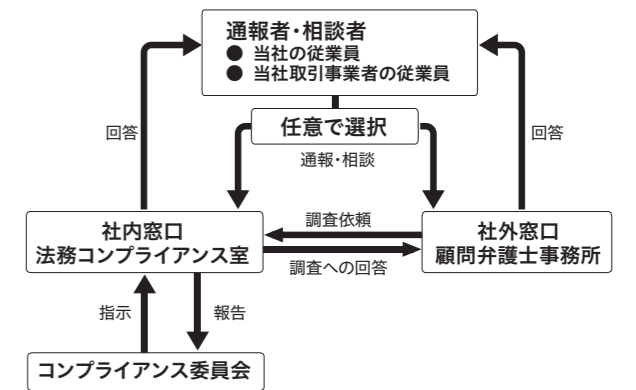 通報者・相談者
● 当社の従業員
● 当社取引事業者の従業員
任意で選択
回答
回答
通報・相談
社内窓口
法務コンプライアンス室
調査依頼
調査への回答
社外窓口
顧問弁護士事務所
指示
報告
コンプライアンス委員会